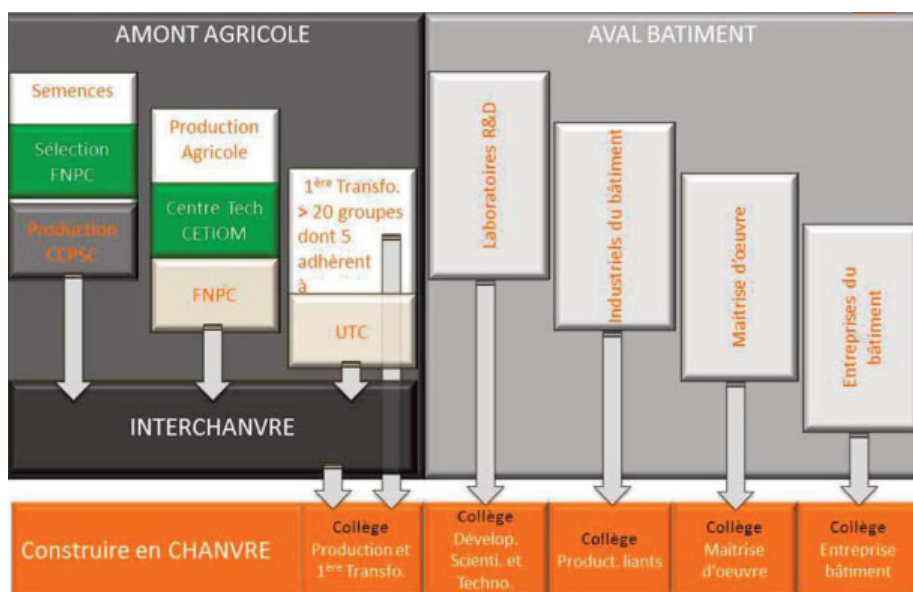 AMONT AGRICOLE
AVAL BATIMENT
Semences
Sélection
FNPC
Production
CCPSC
Production
Agricole
Centre Tech
CETIOM
FNPC
1ère Transfo.
> 20 groupes
dont 5
adhèrent
à
UTC
INTERCHANVRE
Laboratoires R&D
Industriels du bâtiment
Maitrise d'œuvre
Entreprises du
bâtiment
Construire en CHANVRE
Collège
Production et
1ère Transfo.
Collège
Dévelop.
Scienti. et
Techno.
Collège
Product. liants
Collège
Maitrise
d'oeuvre
Collège
Entreprise
bâtiment